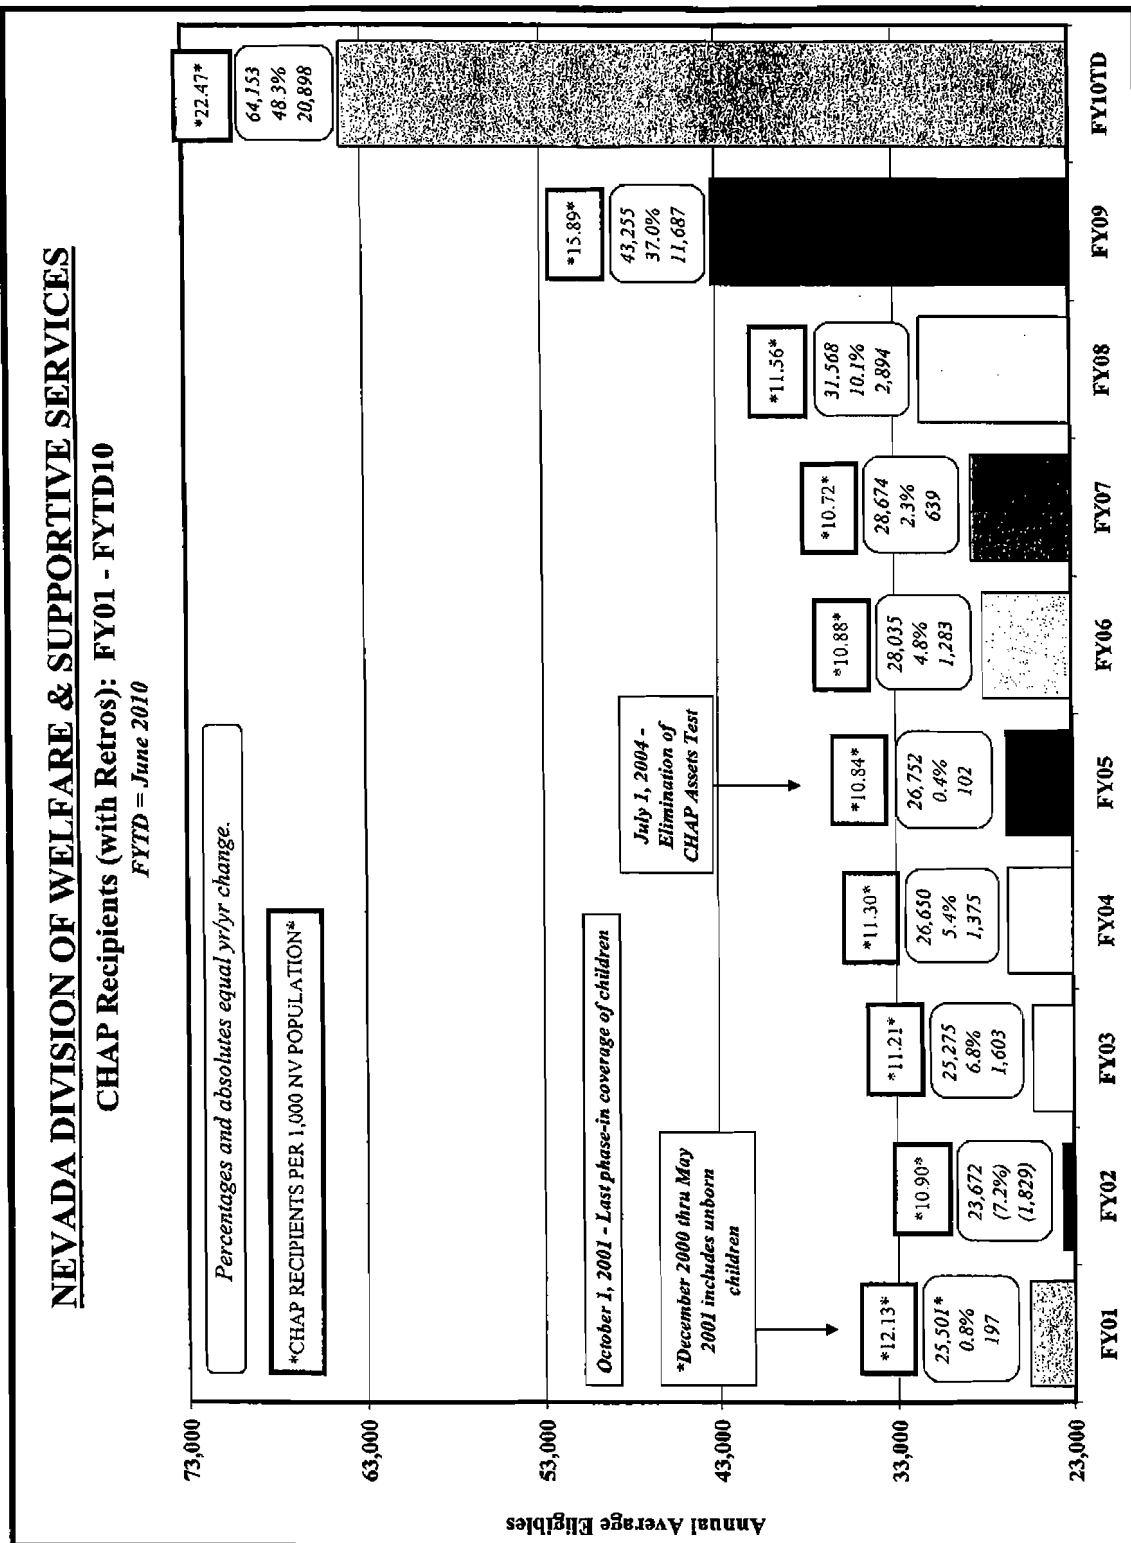 NEVADA DIVISION OF WELFARE & SUPPORTIVE SERVICES
CHAP Recipients (with Retros): FY01 - FYTD10
FYTD = June 2010
Percentages and absolutes equal yr/yr change.
*CHAP RECIPIENTS PER 1,000 NV POPULATION*
October 1, 2001 - Last phase-in coverage of children
*December 2000 thru May
2001 includes unborn
children
July 1, 2004 -
Elimination of
CHAP Assets Test
Annual Average Eligibles
73,000
63,000
53,000
43,000
33,000
23,000
*12.13*
25,501*
0.8%
197
*10.90*
23,672
(7.2%)
(1,829)
*11.21*
25,275
6.8%
1,603
*11.30*
26,650
5.4%
1,375
*10.84*
26,752
0.4%
102
*10.88*
28,035
4.8%
1,283
*10.72*
28,674
2.3%
639
*11.56*
31,568
10.1%
2,894
*15.89*
43,255
37.0%
11,687
*22.47*
64,153
48.3%
20,898
FY01
FY02
FY03
FY04
FY05
FY06
FY07
FY08
FY09
FY10TD